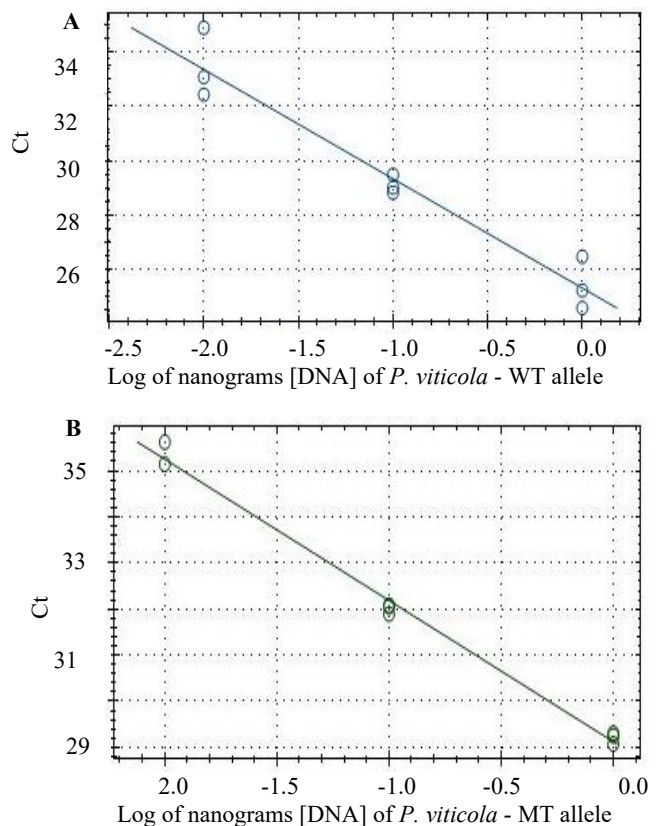 A
34
32
30
28
26
Ct
-2.5 -2.0 -1.5 -1.0 -0.5 0.0
Log of nanograms [DNA] of P. viticola - WT allele
B
35
33
31
29
Ct
2.0 -1.5 -1.0 -0.5 0.0
Log of nanograms [DNA] of P. viticola - MT allele